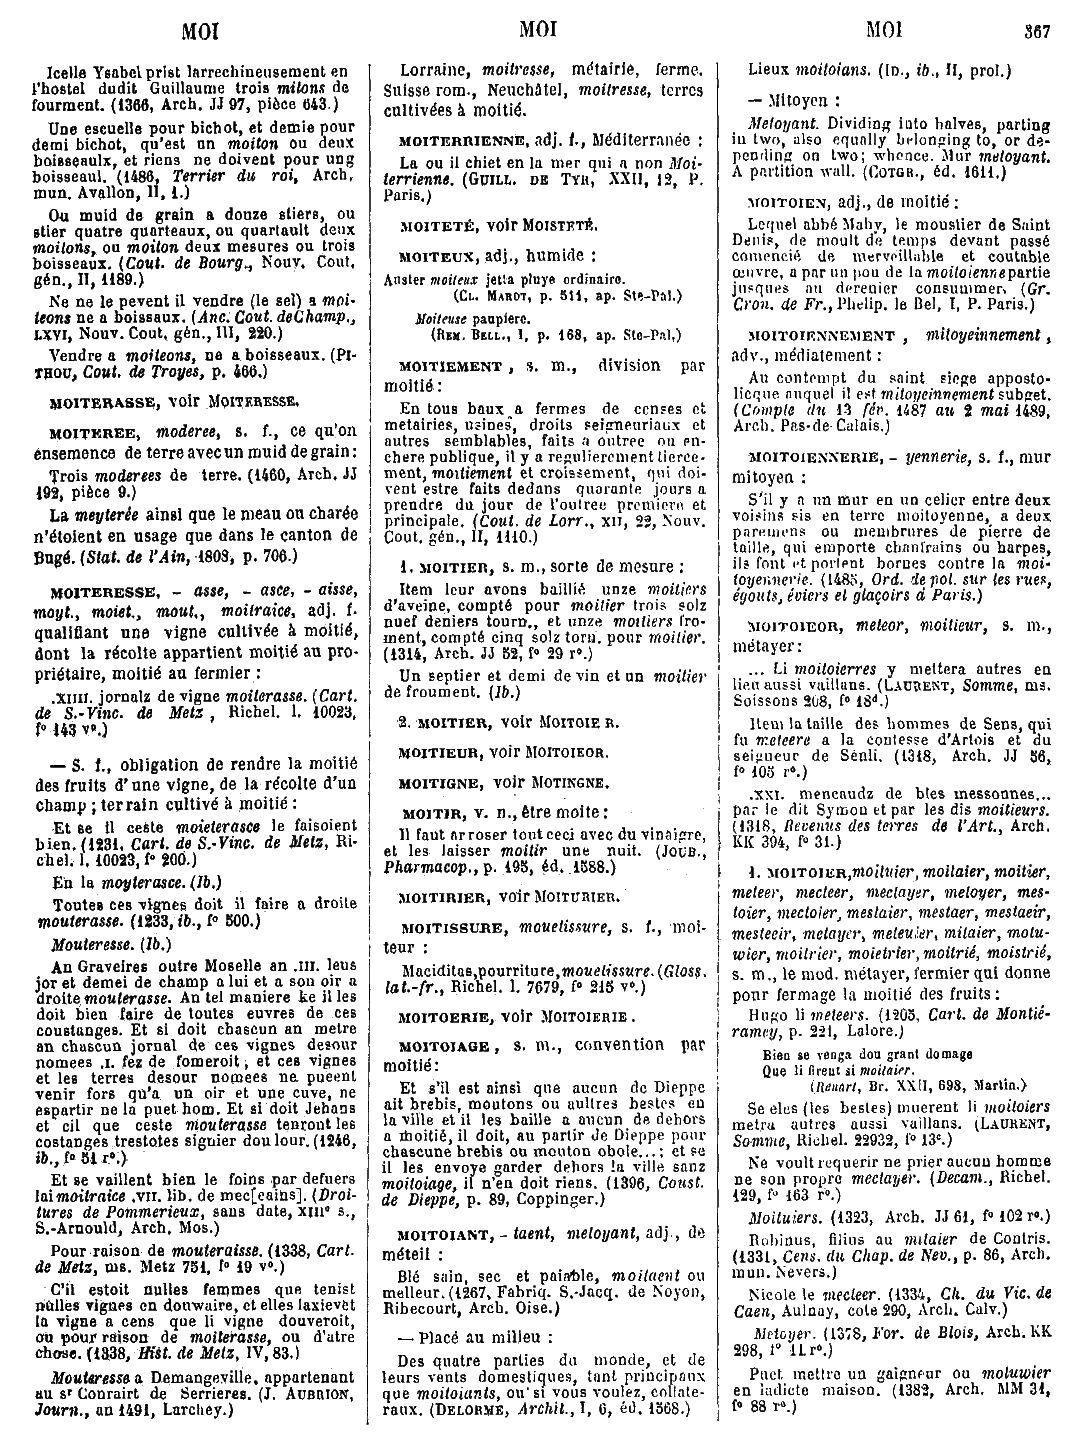 MOI
MOI
MOI
367
Icelle Ysabel prist larrechineusement en
l'hostel dudit Guillaume trois mitons de
fourment. (1366, Arch. JJ 97, pièce 643.)
Une escuelle pour bichot, et demie pour
demi bichot, qu'est un moiton ou deux
boisseaulx, et riens ne doivent pour ung
boisseaul. (1486, Terrier du roi, Arch.
mun. Avallon, II, 1.)
Ou muid de grain a douze stiers, ou
stier quatre quarteaux, ou quartault deux
moitons, ou moiton deux mesures ou trois
boisseaux. (Cout. de Bourg., Nouv. Cout.
gén., II, 1189.)
Ne ne le pevent il vendre (le sel) a moi-
teons ne a boissaux. (Anc. Cout. de Champ.,
LXVI, Nouv. Cout. gén., III, 220.)
Vendre a moiteons, ne a boisseaux. (PI-
THOU, Cout. de Troyes, p. 466.)
MOITERASSE, voir MOITERESSE.
MOITEREE, moderee, s. f., ce qu'on
ensemence de terre avec un muid de grain :
Trois moderees de terre. (1460, Arch. JJ
192, pièce 9.)
La meyterée ainsi que le meau ou charée
n'étoient en usage que dans le canton de
Bugé. (Stat. de l'Ain, 1808, p. 706.)
MOITERESSE, - asse, - asce, - aisse,
moyt., moiet., mout., moitraice, adj. f.
qualifiant une vigne cultivée à moitié,
dont la récolte appartient moitié au pro-
priétaire, moitié au fermier :
.XIIII. jornalz de vigne moiterasse. (Cart.
de S.-Vinc. de Metz, Richel. l. 10023,
f° 143 v°.)
— S. f., obligation de rendre la moitié
des fruits d'une vigne, de la récolte d'un
champ ; terrain cultivé à moitié :
Et se il ceste moieterasce le faisoient
bien. (1231, Cart. de S.-Vinc. de Metz, Ri-
chel. l. 10023, f° 200.)
En la moyterasce. (Ib.)
Toutes ces vignes doit il faire a droite
mouterasse. (1233, ib., f° 500.)
Mouteresse. (Ib.)
An Graveires outre Moselle an .III. leus
jor et demei de champ a lui et a son oir a
droite mouterasse. An tel maniere ke il les
doit bien faire de toutes euvres de ces
coustanges. Et si doit chascun an metre
an chascun jornal de ces vignes desour
nomees .I. fez de fomeroit, et ces vignes
et les terres desour nomees ne pueent
venir fors qu'a un oir et une cuve, ne
espartir ne la puet hom. Et si doit Jehans
et cil que ceste mouterasse tenront les
costanges trestotes signier dou lour. (1246,
ib., f° 51 r°.)
Et se vaillent bien le foins par defuers
lai moitraice .VII. lib. de mec[eains]. (Droi-
tures de Pommerieux, sans date, XIIIe s.,
S.-Arnould, Arch. Mos.)
Pour raison de mouteraisse. (1338, Cart.
de Metz, ms. Metz 751, f° 19 v°.)
C'il estoit nulles femmes que tenist
nulles vignes en douwaire, et elles laxievet
la vigne a cens que li vigne douveroit,
ou pour raison de moiterasse, ou d'atre
chose. (1338, Hist. de Metz, IV, 83.)
Mouteresse a Demangeville, appartenant
au sr Conrairt de Serrieres. (J. AUBRION,
Journ., an 1491, Larchey.)
Lorraine, moitresse, métairie, ferme.
Suisse rom., Neuchâtel, moitresse, terres
cultivées à moitié.
MOITERRIENNE, adj. f., Méditerranée :
La ou il chiet en la mer qui a non Moi-
terrienne. (GUILL. DE TYR, XXII, 12, P.
Paris.)
MOITETÉ, voir MOISTETÉ.
MOITEUX, adj., humide :
Auster moiteux jetta pluye ordinaire.
(CL. MAROT, p. 511, ap. Ste-Pal.)
Moiteuse paupiere.
(REM. BELL., I, p. 168, ap. Ste-Pal.)
MOITIEMENT, s. m., division par
moitié :
En tous baux a fermes de censes et
metairies, usines, droits seigneuriaux et
autres semblables, faits a outree ou en-
chere publique, il y a regulierement tierce-
ment, moitiement et croissement, qui doi-
vent estre faits dedans quarante jours a
prendre du jour de l'outree premiere et
principale. (Cout. de Lorr., XII, 22, Nouv.
Cout. gén., II, 1110.)
1. MOITIER, s. m., sorte de mesure :
Item leur avons baillié unze moitiers
d'aveine, compté pour moitier trois solz
nuef deniers tourn., et unze moitiers fro-
ment, compté cinq solz torn. pour moitier.
(1314, Arch. JJ 52, f° 29 r°.)
Un septier et demi de vin et un moitier
de froument. (Ib.)
2. MOITIER, voir MOITOIER.
MOITIEUR, voir MOITOIEOR.
MOITIGNE, voir MOTINGNE.
MOITIR, v. n., être moite :
Il faut arroser tout ceci avec du vinaigre,
et les laisser moitir une nuit. (JOUB.,
Pharmacop., p. 195, éd. 1588.)
MOITIRIER, voir MOITURIER.
MOITISSURE, mouetissure, s. f., moi-
teur :
Maciditas, pourriture, mouetissure. (Gloss.
lat.-fr., Richel. l. 7679, f° 215 v°.)
MOITOERIE, voir MOITOIERIE.
MOITOIAGE, s. m., convention par
moitié :
Et s'il est ainsi que aucun de Dieppe
ait brebis, moutons ou aultres bestes en
la ville et il les baille a aucun de dehors
a moitié, il doit, au partir de Dieppe pour
chascune brebis ou mouton obole... ; et se
il les envoye garder dehors la ville sanz
moitoiage, il n'en doit riens. (1396, Coust.
de Dieppe, p. 89, Coppinger.)
MOITOIANT, - taent, metoyant, adj., de
méteil :
Blé sain, sec et paiable, moitaent ou
melleur. (1267, Fabriq. S.-Jacq. de Noyon,
Ribecourt, Arch. Oise.)
— Placé au milieu :
Des quatre parties du monde, et de
leurs vents domestiques, tant principaux
que moitoiants, ou si vous voulez, collate-
raux. (DELORME, Archit., I, 6, éd. 1568.)
Lieux moitoians. (ID., ib., II, prol.)
— Mitoyen :
Metoyant. Dividing into halves, parting
in two, also equally belonging to, or de-
pending on two; whence. Mur metoyant.
A partition wall. (COTGR., éd. 1611.)
MOITOIEN, adj., de moitié :
Lequel abbé Mahy, le moustier de Saint
Denis, de moult de temps devant passé
comencié de merveillable et coutable
œuvre, a par un pou de la moitoienne partie
jusques au derenier consummer. (Gr.
Cron. de Fr., Phelip. le Bel, I, P. Paris.)
MOITOIENNEMENT, mitoyeinnement,
adv., médiatement :
Au contempt du saint siege apposto-
licque auquel il est mitoyeinnement subget.
(Compte du 13 fév. 1487 au 2 mai 1489,
Arch. Pas-de-Calais.)
MOITOIENNERIE, - yennerie, s. f., mur
mitoyen :
S'il y a un mur en un celier entre deux
voisins sis en terre moitoyenne, a deux
paremens ou membrures de pierre de
taille, qui emporte chanfrains ou harpes,
ils font et portent bornes contre la moi-
toyennerie. (1485, Ord. de pol. sur les rues,
égouts, éviers et glaçoirs à Paris.)
MOITOIEOR, meteor, moitieur, s. m.,
métayer :
... Li moitoierres y mettera autres en
lieu aussi vaillans. (LAURENT, Somme, ms.
Soissons 208, f° 18d.)
Item la taille des hommes de Sens, qui
fu meteere a la contesse d'Artois et du
seigneur de Senli. (1318, Arch. JJ 56,
f° 105 r°.)
.XXI. mencaudz de bles messonnes...
par le dit Symon et par les dis moitieurs.
(1318, Revenus des terres de l'Art., Arch.
KK 394, f° 31.)
1. MOITOIER, moituier, moitaier, moitier,
meteer, mecteer, mectayer, metoyer, mes-
toier, mectoier, mestaier, mestaer, mestaeir,
mesteeir, metayer, meteuier, mitaier, motu-
wier, moitrier, moietrier, moitrié, moistrié,
s. m., le mod. métayer, fermier qui donne
pour fermage la moitié des fruits :
Hugo li meteers. (1205, Cart. de Montié-
ramey, p. 221, Lalore.)
Bien se venga dou grant domage
Que li firent si moitaier.
(Renart, Br. XXII, 698, Martin.)
Se eles (les bestes) muerent li moitoiers
metra autres aussi vaillans. (LAURENT,
Somme, Richel. 22932, f° 13c.)
Ne voult requerir ne prier aucun homme
ne son propre mectayer. (Decam., Richel.
129, f° 163 r°.)
Moituiers. (1323, Arch. JJ 61, f° 102 r°.)
Robinus, filius au mitaier de Contris.
(1331, Cens. du Chap. de Nev., p. 86, Arch.
mun. Nevers.)
Nicole le mecteer. (1334, Ch. du Vic. de
Caen, Aulnay, cote 290, Arch. Calv.)
Metoyer. (1378, For. de Blois, Arch. KK
298, f° 11 r°.)
Puet mettre un gaigneur ou motuwier
en ladicte maison. (1382, Arch. MM 31,
f° 88 r°.)